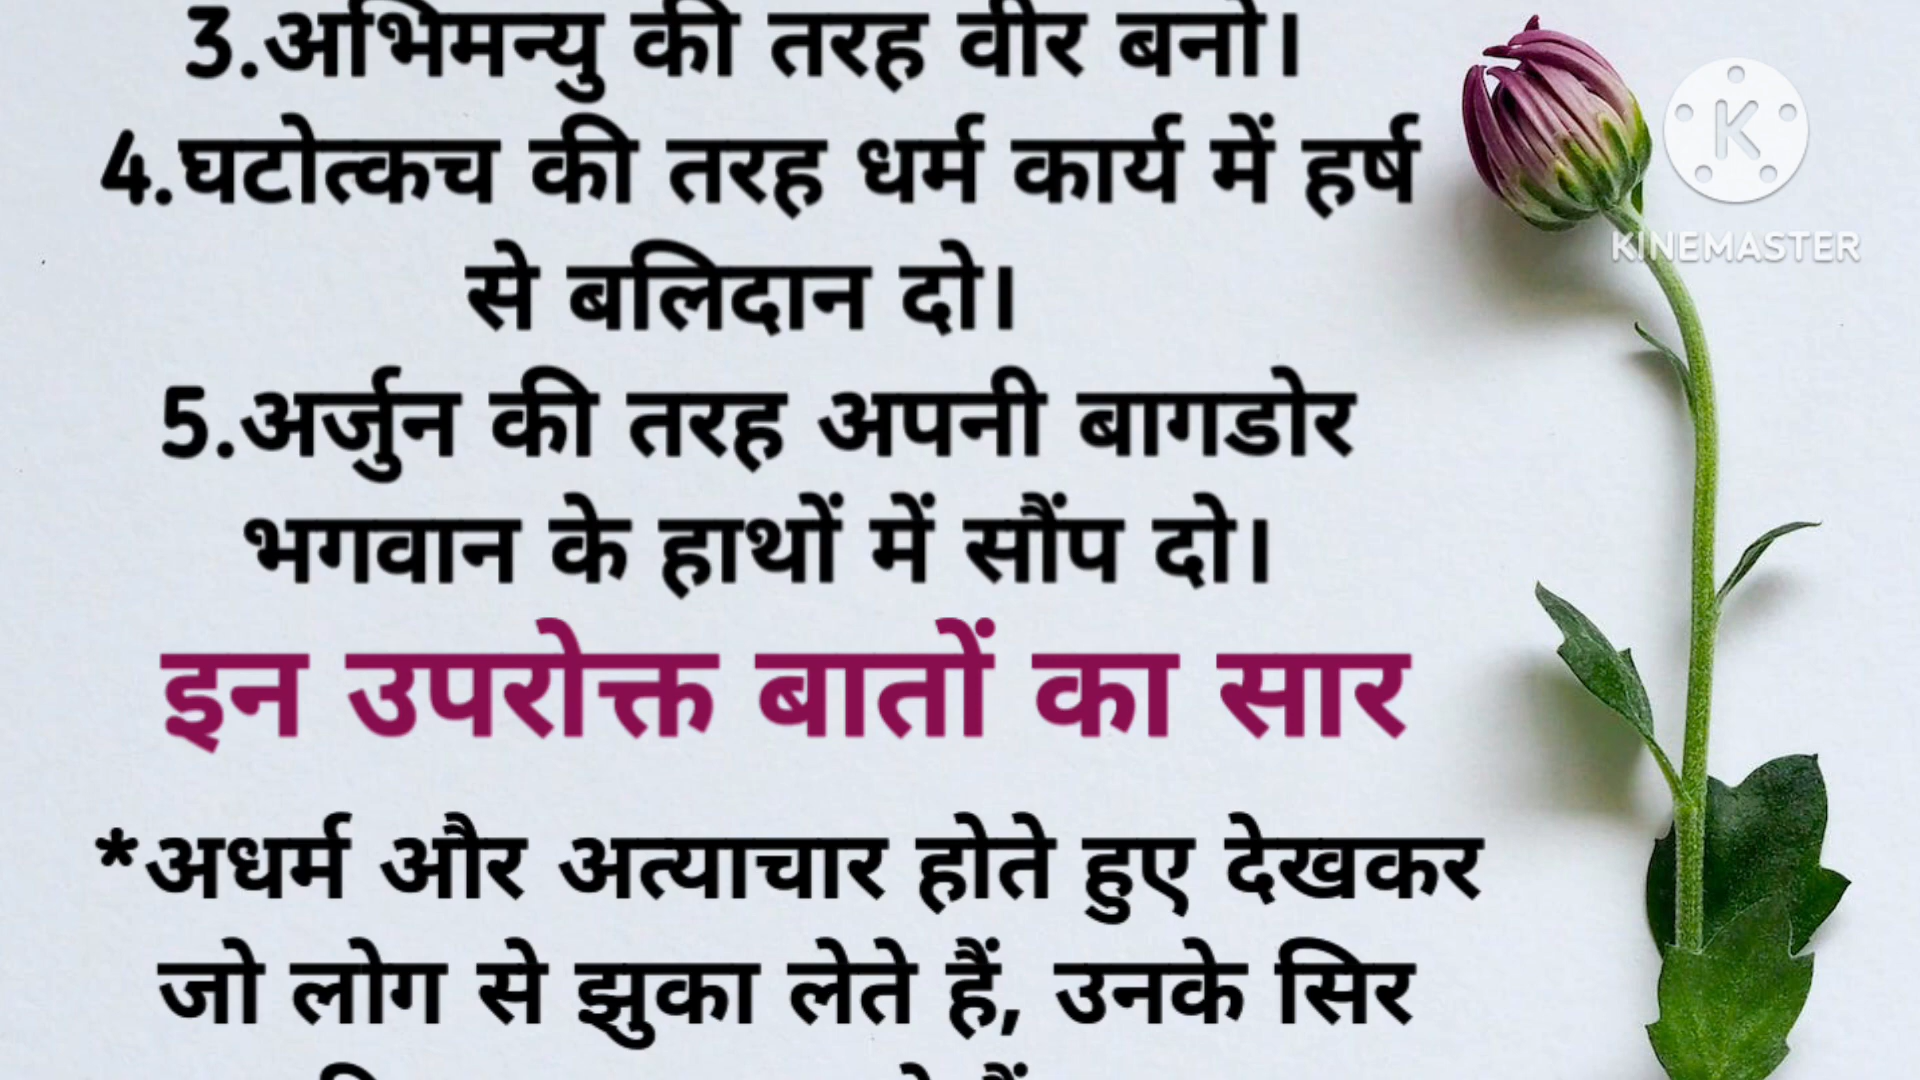 3.अभिमन्यु की तरह वीर बनो।
4.घटोत्कच की तरह धर्म कार्य में हर्ष
से बलिदान दो।
5.अर्जुन की तरह अपनी बागडोर
भगवान के हाथों में सौंप दो।
इन उपरोक्त बातों का सार
*अधर्म और अत्याचार होते हुए देखकर
जो लोग से झुका लेते हैं, उनके सिर
K
KINEMASTER